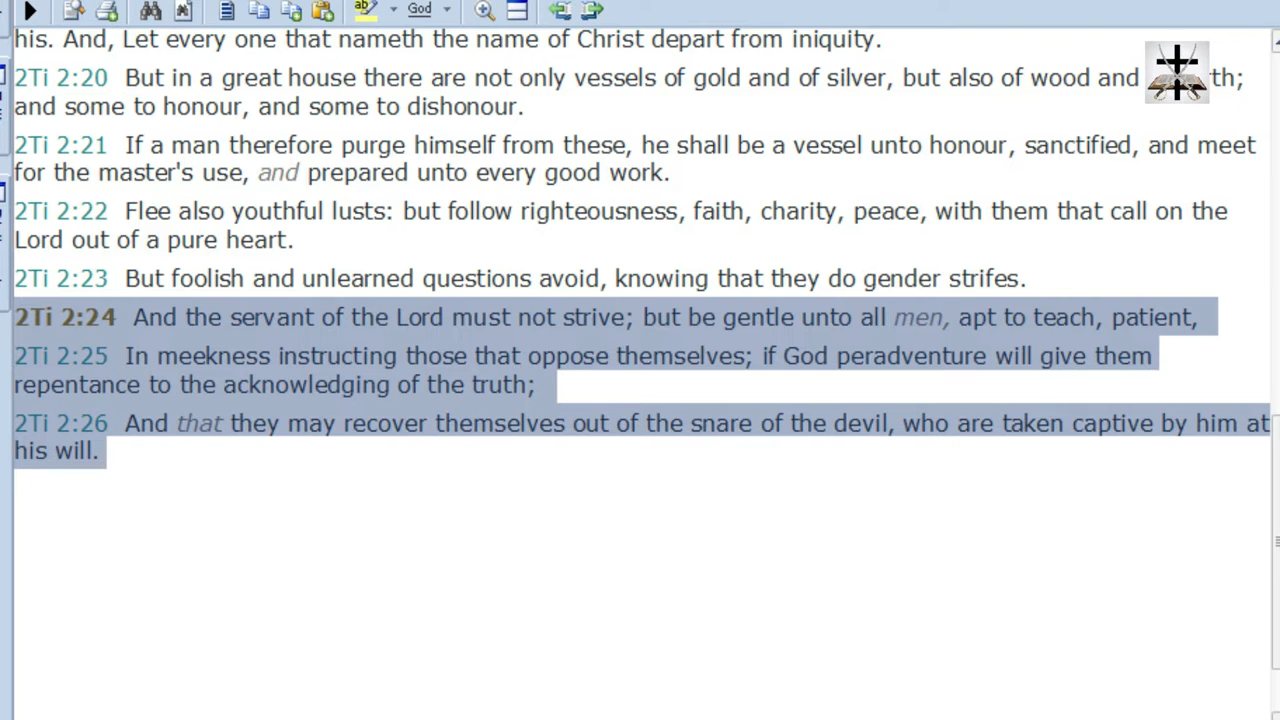 ab
God
his. And, Let every one that nameth the name of Christ depart from iniquity.
2Ti 2:20 But in a great house there are not only vessels of gold and of silver, but also of wood and th;
and some to honour, and some to dishonour.
2Ti 2:21 If a man therefore purge himself from these, he shall be a vessel unto honour, sanctified, and meet
for the master's use, and prepared unto every good work.
2Ti 2:22 Flee also youthful lusts: but follow righteousness, faith, charity, peace, with them that call on the
Lord out of a pure heart.
2Ti 2:23 But foolish and unlearned questions avoid, knowing that they do gender strifes.
2Ti 2:24 And the servant of the Lord must not strive; but be gentle unto all men, apt to teach, patient,
2Ti 2:25 In meekness instructing those that oppose themselves; if God peradventure will give them
repentance to the acknowledging of the truth;
2Ti 2:26 And that they may recover themselves out of the snare of the devil, who are taken captive by him at
his will.